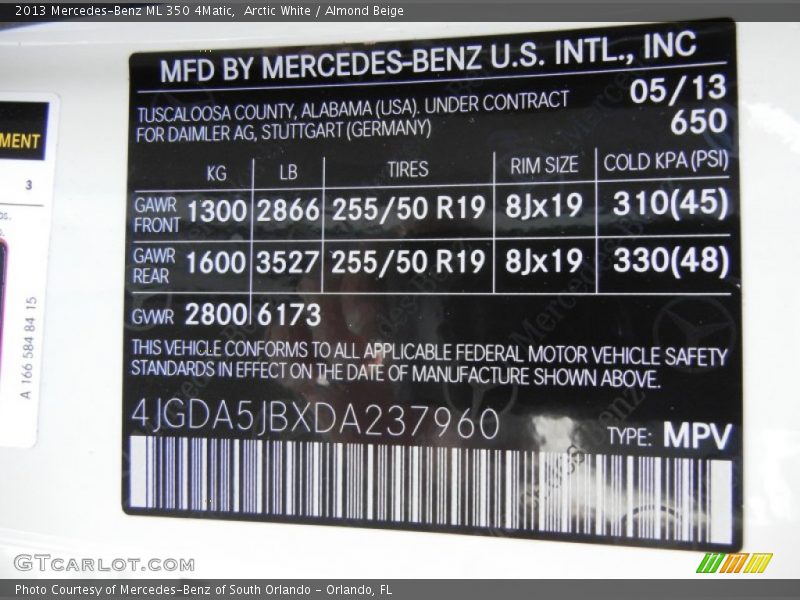 2013 Mercedes-Benz ML 350 4Matic, Arctic White / Almond Beige
MFD BY MERCEDES-BENZ U.S. INTL., INC
TUSCALOOSA COUNTY, ALABAMA (USA). UNDER CONTRACT
FOR DAIMLER AG, STUTTGART (GERMANY)
05/13
650
KG LB TIRES RIM SIZE COLD KPA (PSI)
GAWR FRONT 1300 2866 255/50 R19 8Jx19 310(45)
GAWR REAR 1600 3527 255/50 R19 8Jx19 330(48)
GVWR 2800 6173
THIS VEHICLE CONFORMS TO ALL APPLICABLE FEDERAL MOTOR VEHICLE SAFETY
STANDARDS IN EFFECT ON THE DATE OF MANUFACTURE SHOWN ABOVE.
4JGDA5JBXDA237960
TYPE: MPV
MENT
3
A 166 584 84 15
GTcarlot.com
Photo Courtesy of Mercedes-Benz of South Orlando - Orlando, FL